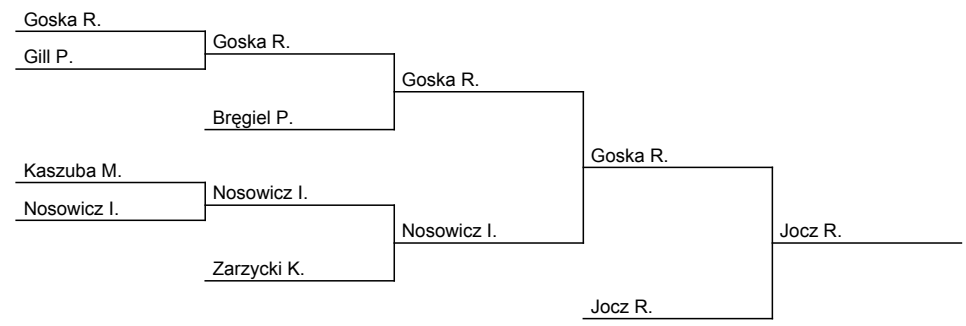 Goska R.
Gill P.
Goska R.
Bręgiel P.
Goska R.
Kaszuba M.
Nosowicz I.
Nosowicz I.
Zarzycki K.
Nosowicz I.
Goska R.
Jocz R.
Jocz R.